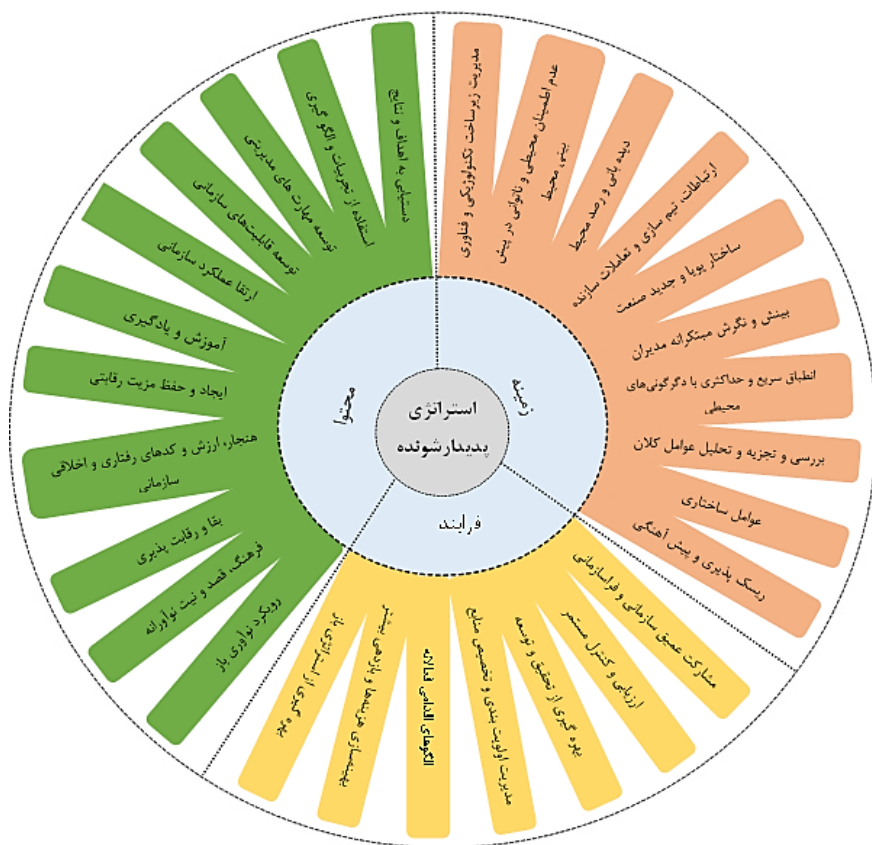 استراتژی
پدیدارشونده
زمینه
مدیریت زیرساخت تکنولوژیکی و فناوری
عدم اطمینان محیطی و ناتوانی در پیش
بینی محیط
دیده بانی و رصد محیط
ارتباطات، تیم سازی و تعاملات سازنده
ساختار پویا و جدید صنعت
بینش و نگرش مبتکرانه مدیران
انطباق سریع و حداکثری با دگرگونی‌های
محیطی
بررسی و تجزیه و تحلیل عوامل کلان
عوامل ساختاری
ریسک پذیری و پیش آهنگی
فرایند
مشارکت عمیق سازمانی و فراسازمانی
ارزیابی و کنترل مستمر
بهره گیری از تحقیق و توسعه
مدیریت اولویت بندی و تخصیص منابع
الگوهای اقدامی فعالانه
بهینه‌سازی هزینه‌ها و بازدهی بیشتر
بهره گیری از استراتژی باز
محتوا
رویکرد نوآوری باز
فرهنگ، قصد و نیت نوآورانه
بقا و رقابت پذیری
هنجار، ارزش و کدهای رفتاری و اخلاقی
سازمانی
ایجاد و حفظ مزیت رقابتی
آموزش و یادگیری
ارتقا عملکرد سازمانی
توسعه قابلیت‌های سازمانی
توسعه مهارت های مدیریتی
استفاده از تجربیات و الگو گیری
دستیابی به اهداف و نتایج